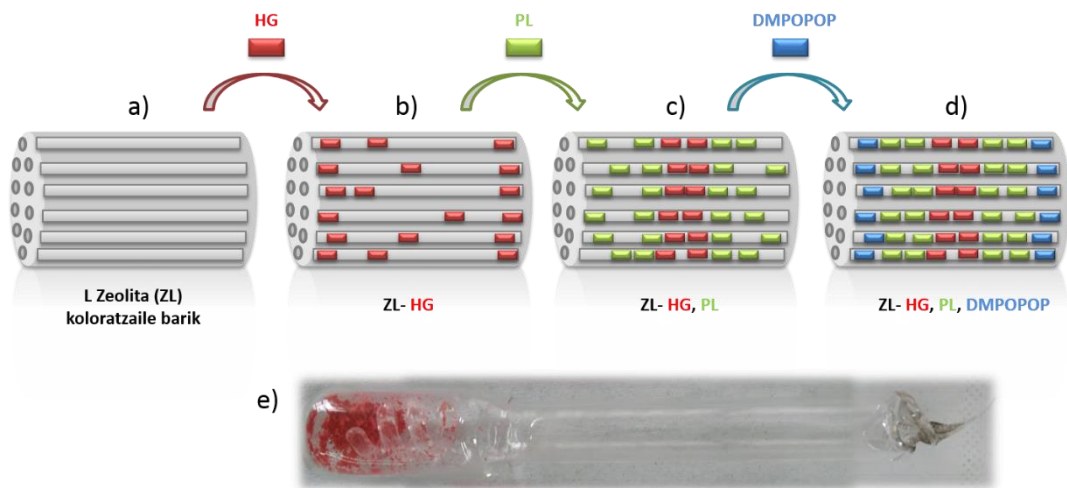 HG
PL
DMPOPOP
a)
b)
c)
d)
L Zeolita (ZL)
koloratzaile barik
ZL- HG
ZL- HG, PL
ZL- HG, PL, DMPOPOP
e)